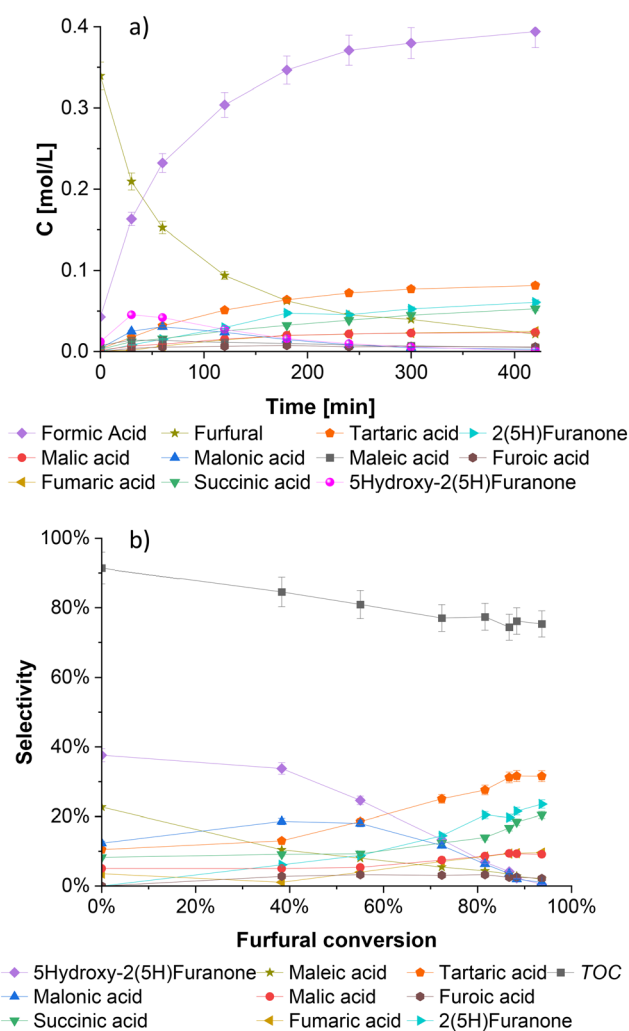 a)
C [mol/L]
0.4
0.3
0.2
0.1
0.0
0 100 200 300 400
Time [min]
Formic Acid Furfural Tartaric acid 2(5H)Furanone
Malic acid Malonic acid Maleic acid Furoic acid
Fumaric acid Succinic acid 5Hydroxy-2(5H)Furanone
b)
Selectivity
100%
80%
60%
40%
20%
0%
0% 20% 40% 60% 80% 100%
Furfural conversion
5Hydroxy-2(5H)Furanone Maleic acid Tartaric acid TOC
Malonic acid Malic acid Furoic acid
Succinic acid Fumaric acid 2(5H)Furanone